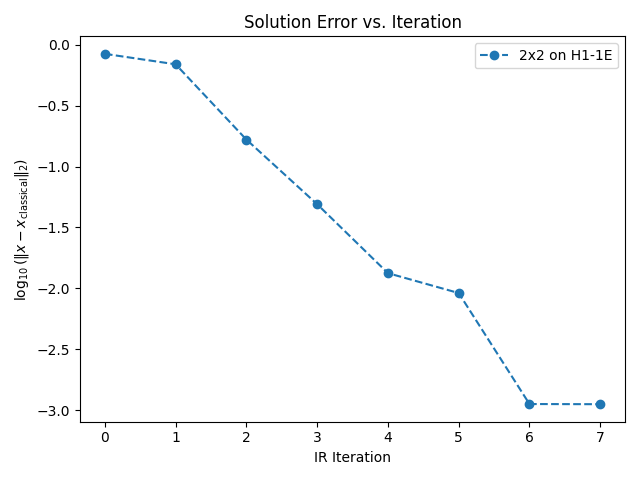 Solution Error vs. Iteration
0.0
−0.5
−1.0
−1.5
−2.0
−2.5
−3.0
log₁₀(‖x − x_classical‖₂)
2x2 on H1-1E
0 1 2 3 4 5 6 7
IR Iteration